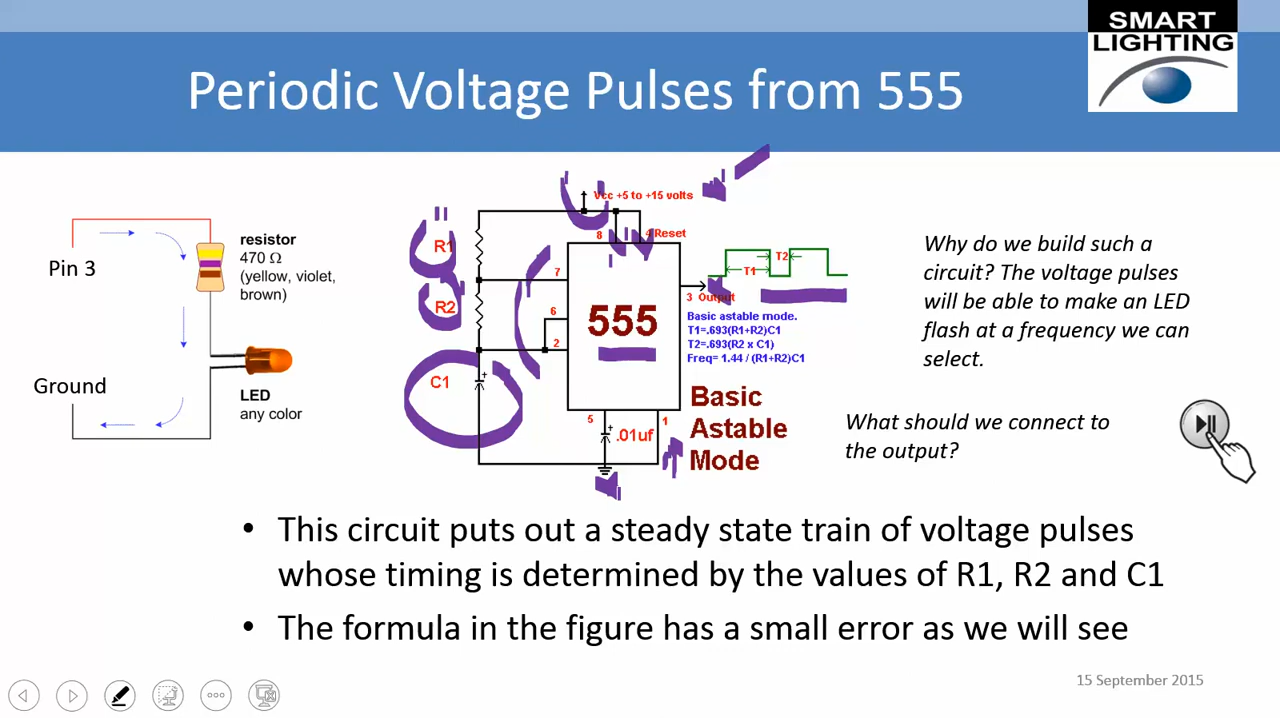 SMART
LIGHTING
Periodic Voltage Pulses from 555
Pin 3
Ground
resistor
470 Ω
(yellow, violet,
brown)
LED
any color
Vcc +5 to +15 volts
8
4 Reset
R1
7
R2
6
555
2
C1
5
1
.01uf
T1
T2
3 Output
Basic astable mode.
T1=.693(R1+R2)C1
T2=.693(R2 x C1)
Freq= 1.44 / (R1+R2)C1
Basic
Astable
Mode
Why do we build such a
circuit? The voltage pulses
will be able to make an LED
flash at a frequency we can
select.
What should we connect to
the output?
• This circuit puts out a steady state train of voltage pulses
whose timing is determined by the values of R1, R2 and C1
• The formula in the figure has a small error as we will see
15 September 2015